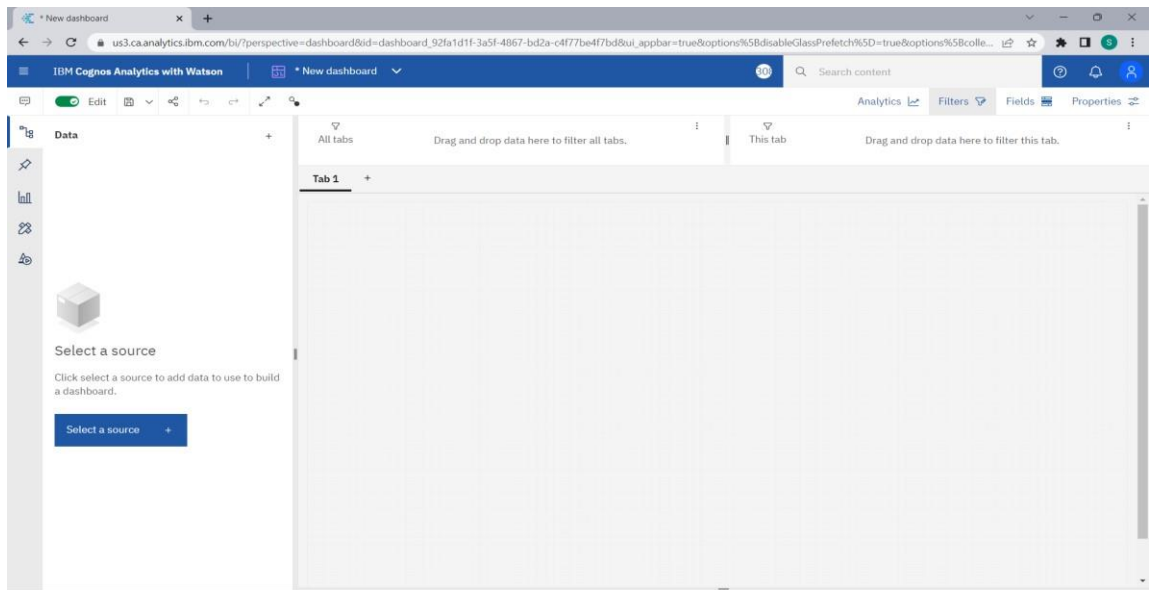 * New dashboard
us3.ca.analytics.ibm.com/bi/?perspective=dashboard&id=dashboard_92fa1d1f-3a5f-4867-bd2a-c4f77be4f7bd&ui_appbar=true&options%5BdisableGlassPrefetch%5D=true&options%5Bcolle...
S
IBM Cognos Analytics with Watson
* New dashboard
Search content
Edit
Analytics
Filters
Fields
Properties
Data
All tabs
Drag and drop data here to filter all tabs.
This tab
Drag and drop data here to filter this tab.
Tab 1
Select a source
Click select a source to add data to use to build
a dashboard.
Select a source +